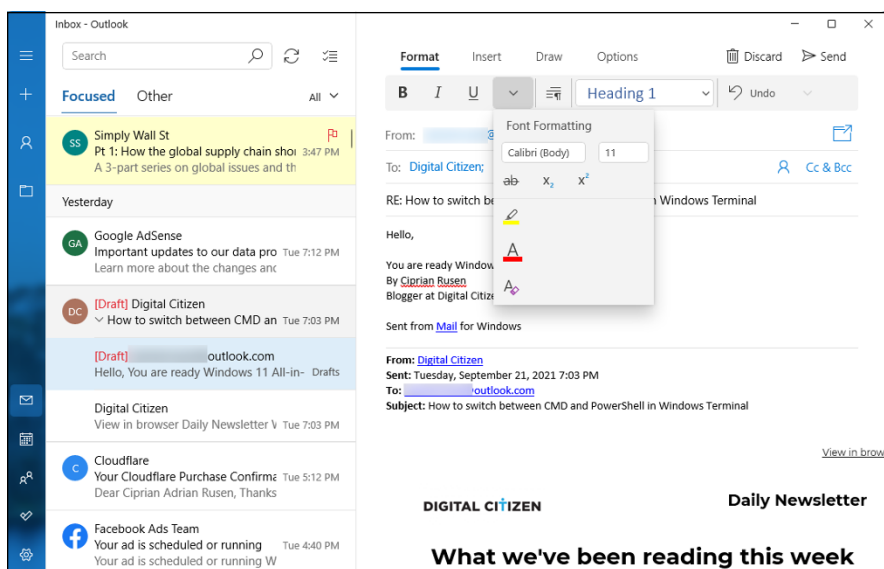 Inbox - Outlook
Search
Focused Other All
SS
Simply Wall St
Pt 1: How the global supply chain shou 3:47 PM
A 3-part series on global issues and th
Yesterday
GA
Google AdSense
Important updates to our data pro Tue 7:12 PM
Learn more about the changes and
DC
[Draft] Digital Citizen
How to switch between CMD an Tue 7:03 PM
[Draft] outlook.com
Hello, You are ready Windows 11 All-in- Drafts
Digital Citizen
View in browser Daily Newsletter Tue 7:03 PM
C
Cloudflare
Your Cloudflare Purchase Confirma Tue 5:12 PM
Dear Ciprian Adrian Rusen, Thanks
Facebook Ads Team
Your ad is scheduled or running Tue 4:40 PM
Your ad is scheduled or running W
Format Insert Draw Options Discard Send
B I U Heading 1 Undo
From:
To: Digital Citizen; Cc & Bcc
RE: How to switch in Windows Terminal
Font Formatting
Calibri (Body) 11
ab x₂ x²
A
A
Hello,
You are ready Window
By Ciprian Rusen
Blogger at Digital Citize
Sent from Mail for Windows
From: Digital Citizen
Sent: Tuesday, September 21, 2021 7:03 PM
To: outlook.com
Subject: How to switch between CMD and PowerShell in Windows Terminal
View in brow
DIGITAL CITIZEN Daily Newsletter
What we've been reading this week